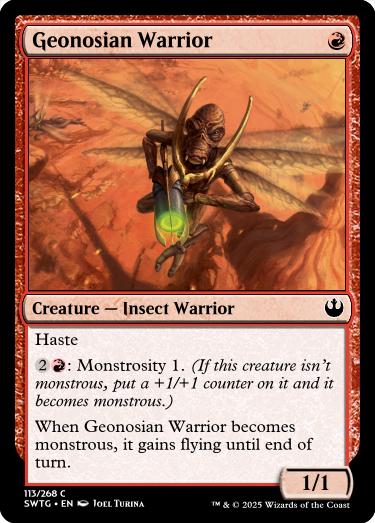 Geonosian Warrior
Creature — Insect Warrior
Haste
2 : Monstrosity 1. (If this creature isn't
monstrous, put a +1/+1 counter on it and it
becomes monstrous.)
When Geonosian Warrior becomes
monstrous, it gains flying until end of
turn.
1/1
113/268 C
SWTG • EN Joel Turina
™ & © 2025 Wizards of the Coast